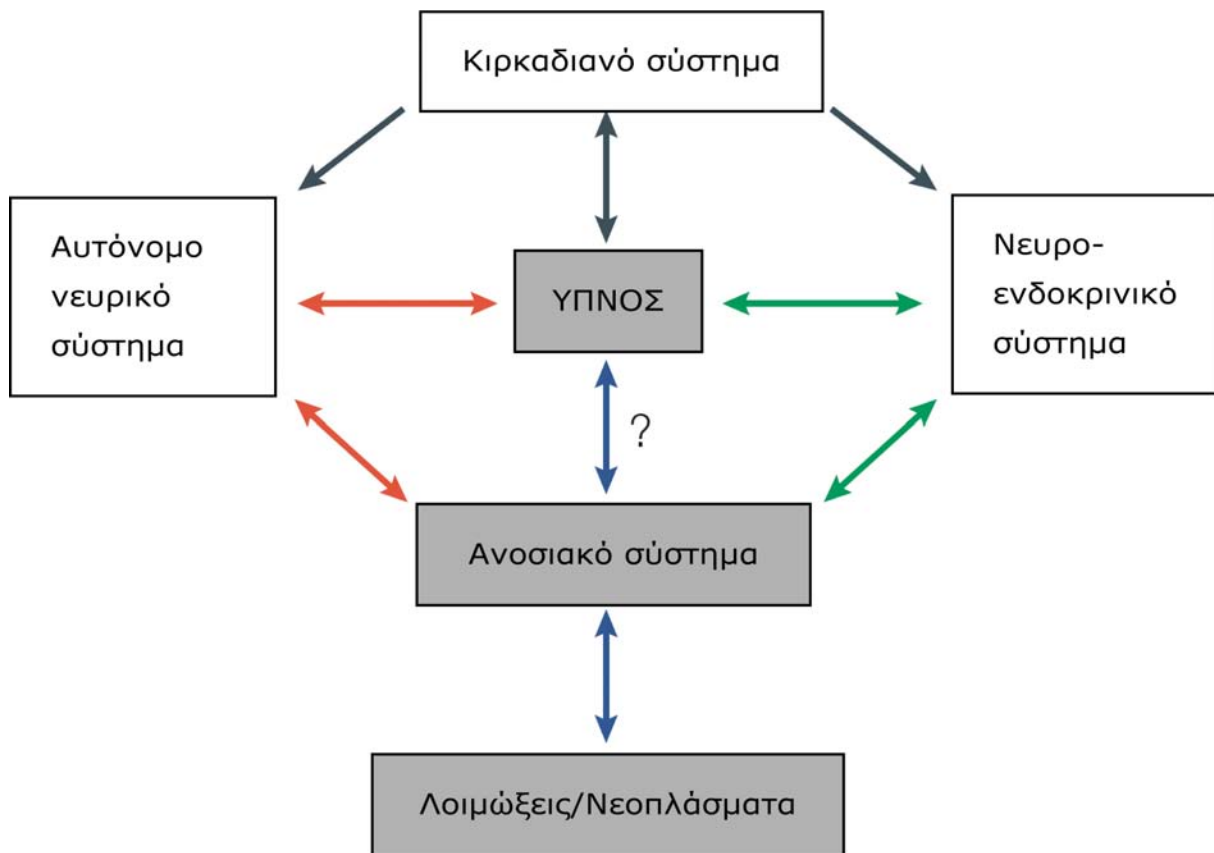 Κιρκαδιανό σύστημα
Αυτόνομο
νευρικό
σύστημα
ΥΠΝΟΣ
Νευρο-
ενδοκρινικό
σύστημα
?
Ανοσιακό σύστημα
Λοιμώξεις/Νεοπλάσματα